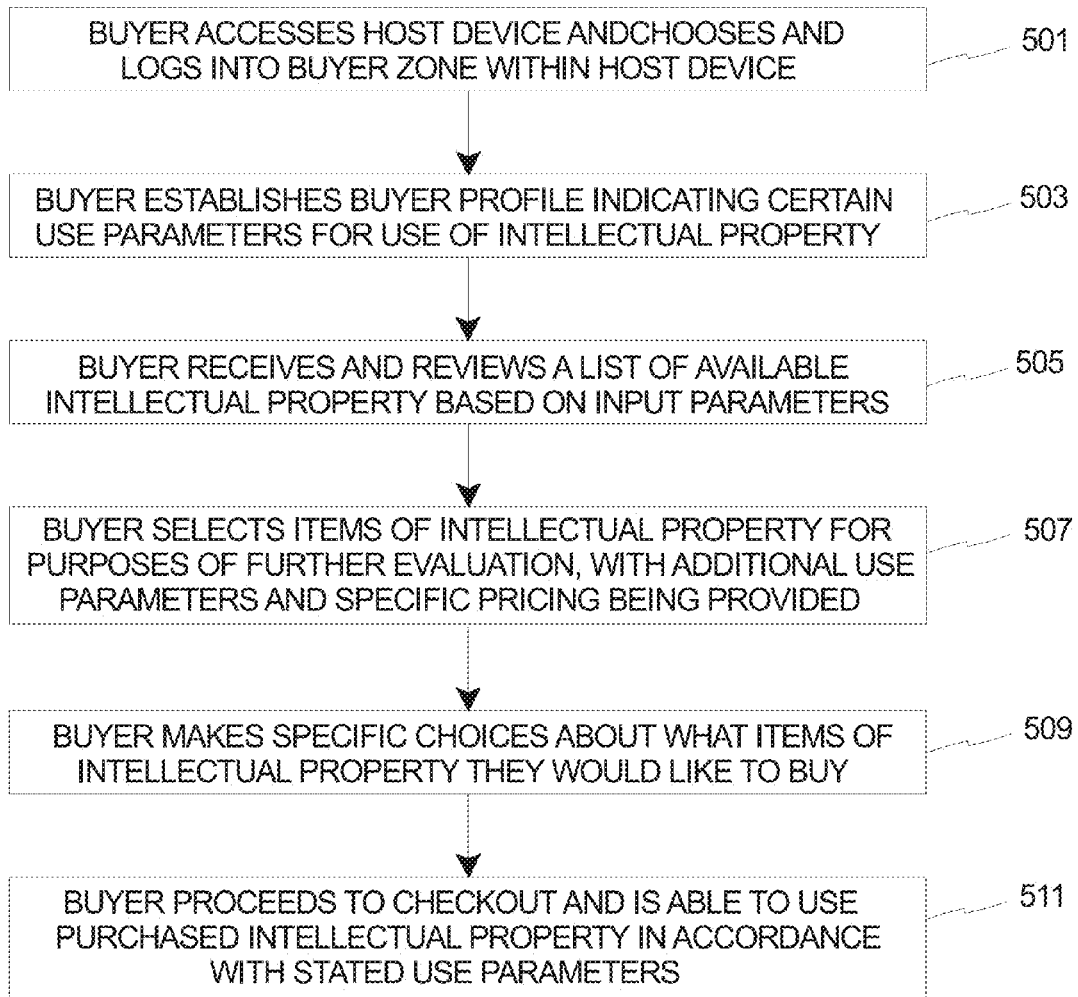 BUYER ACCESSES HOST DEVICE ANDCHOOSES AND
LOGS INTO BUYER ZONE WITHIN HOST DEVICE
501
BUYER ESTABLISHES BUYER PROFILE INDICATING CERTAIN
USE PARAMETERS FOR USE OF INTELLECTUAL PROPERTY
503
BUYER RECEIVES AND REVIEWS A LIST OF AVAILABLE
INTELLECTUAL PROPERTY BASED ON INPUT PARAMETERS
505
BUYER SELECTS ITEMS OF INTELLECTUAL PROPERTY FOR
PURPOSES OF FURTHER EVALUATION, WITH ADDITIONAL USE
PARAMETERS AND SPECIFIC PRICING BEING PROVIDED
507
BUYER MAKES SPECIFIC CHOICES ABOUT WHAT ITEMS OF
INTELLECTUAL PROPERTY THEY WOULD LIKE TO BUY
509
BUYER PROCEEDS TO CHECKOUT AND IS ABLE TO USE
PURCHASED INTELLECTUAL PROPERTY IN ACCORDANCE
WITH STATED USE PARAMETERS
511